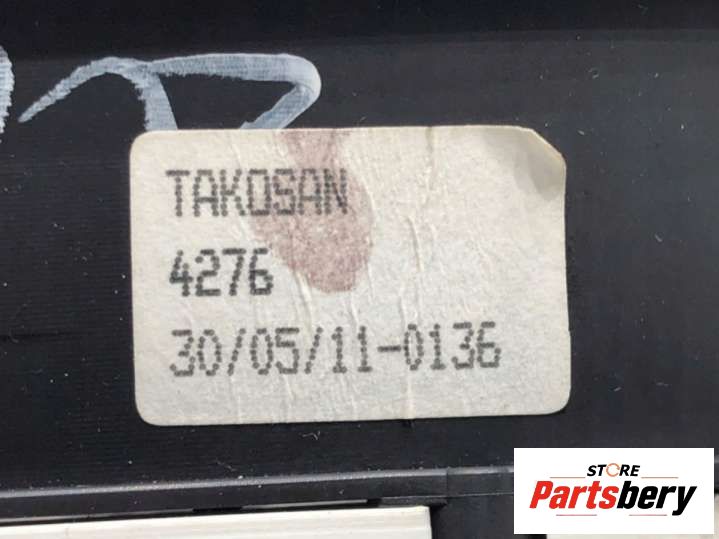 TAKOSAN
4276
30/05/11-0136
STORE
Partsbery